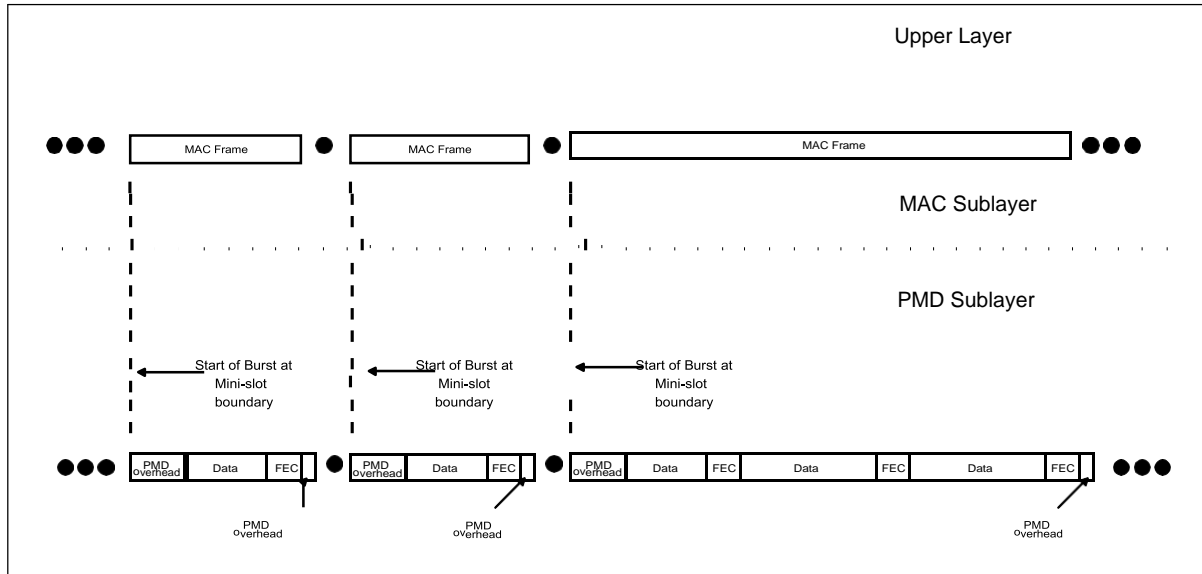 Upper Layer
MAC Frame
MAC Frame
MAC Frame
MAC Sublayer
PMD Sublayer
Start of Burst at
Mini-slot
boundary
Start of Burst at
Mini-slot
boundary
Start of Burst at
Mini-slot
boundary
PMD
overhead
Data
FEC
PMD
overhead
Data
FEC
PMD
overhead
Data
FEC
Data
FEC
Data
FEC
PMD
overhead
PMD
overhead
PMD
overhead